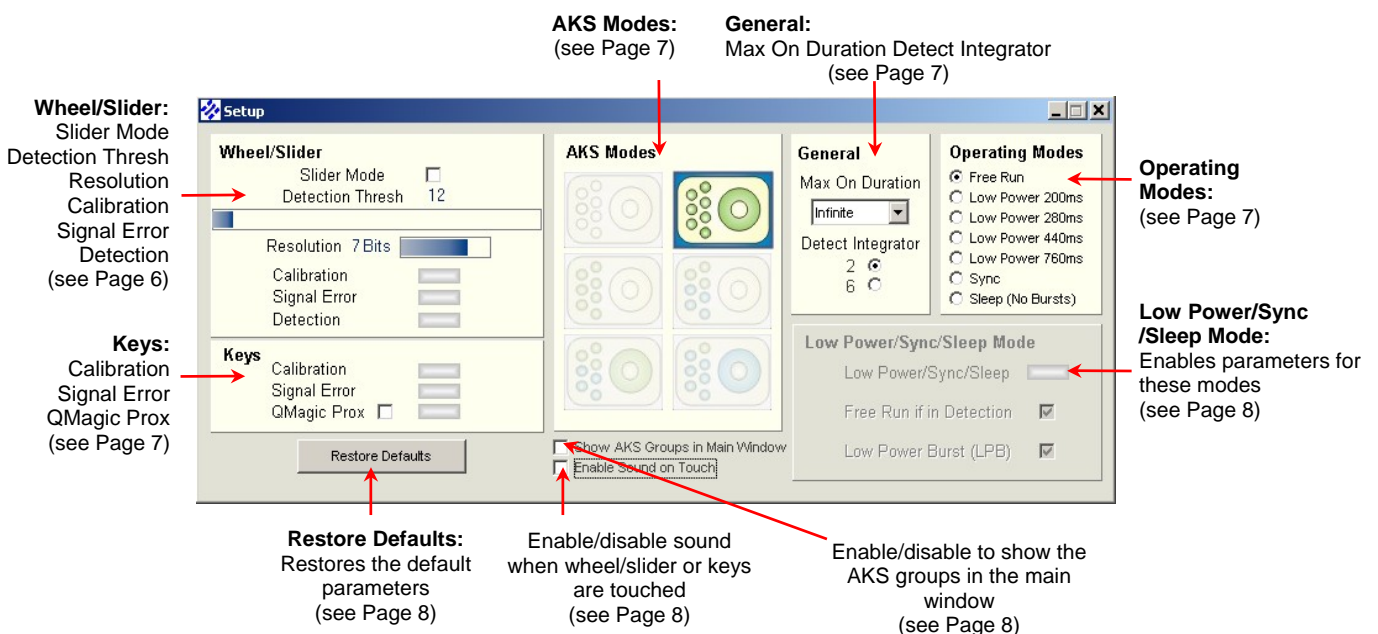 AKS Modes:
(see Page 7)
General:
Max On Duration Detect Integrator
(see Page 7)
Wheel/Slider:
Slider Mode
Detection Thresh
Resolution
Calibration
Signal Error
Detection
(see Page 6)
Keys:
Calibration
Signal Error
QMagic Prox
(see Page 7)
Setup
Wheel/Slider
Slider Mode
Detection Thresh 12
Resolution 7 Bits
Calibration
Signal Error
Detection
Keys
Calibration
Signal Error
QMagic Prox
Restore Defaults
AKS Modes
Show AKS Groups in Main Window
Enable Sound on Touch
General
Max On Duration
Infinite
Detect Integrator
2
6
Operating Modes
Free Run
Low Power 200ms
Low Power 280ms
Low Power 440ms
Low Power 760ms
Sync
Sleep (No Bursts)
Low Power/Sync/Sleep Mode
Low Power/Sync/Sleep
Free Run if in Detection
Low Power Burst (LPB)
Operating
Modes:
(see Page 7)
Low Power/Sync
/Sleep Mode:
Enables parameters for
these modes
(see Page 8)
Restore Defaults:
Restores the default
parameters
(see Page 8)
Enable/disable sound
when wheel/slider or keys
are touched
(see Page 8)
Enable/disable to show the
AKS groups in the main
window
(see Page 8)